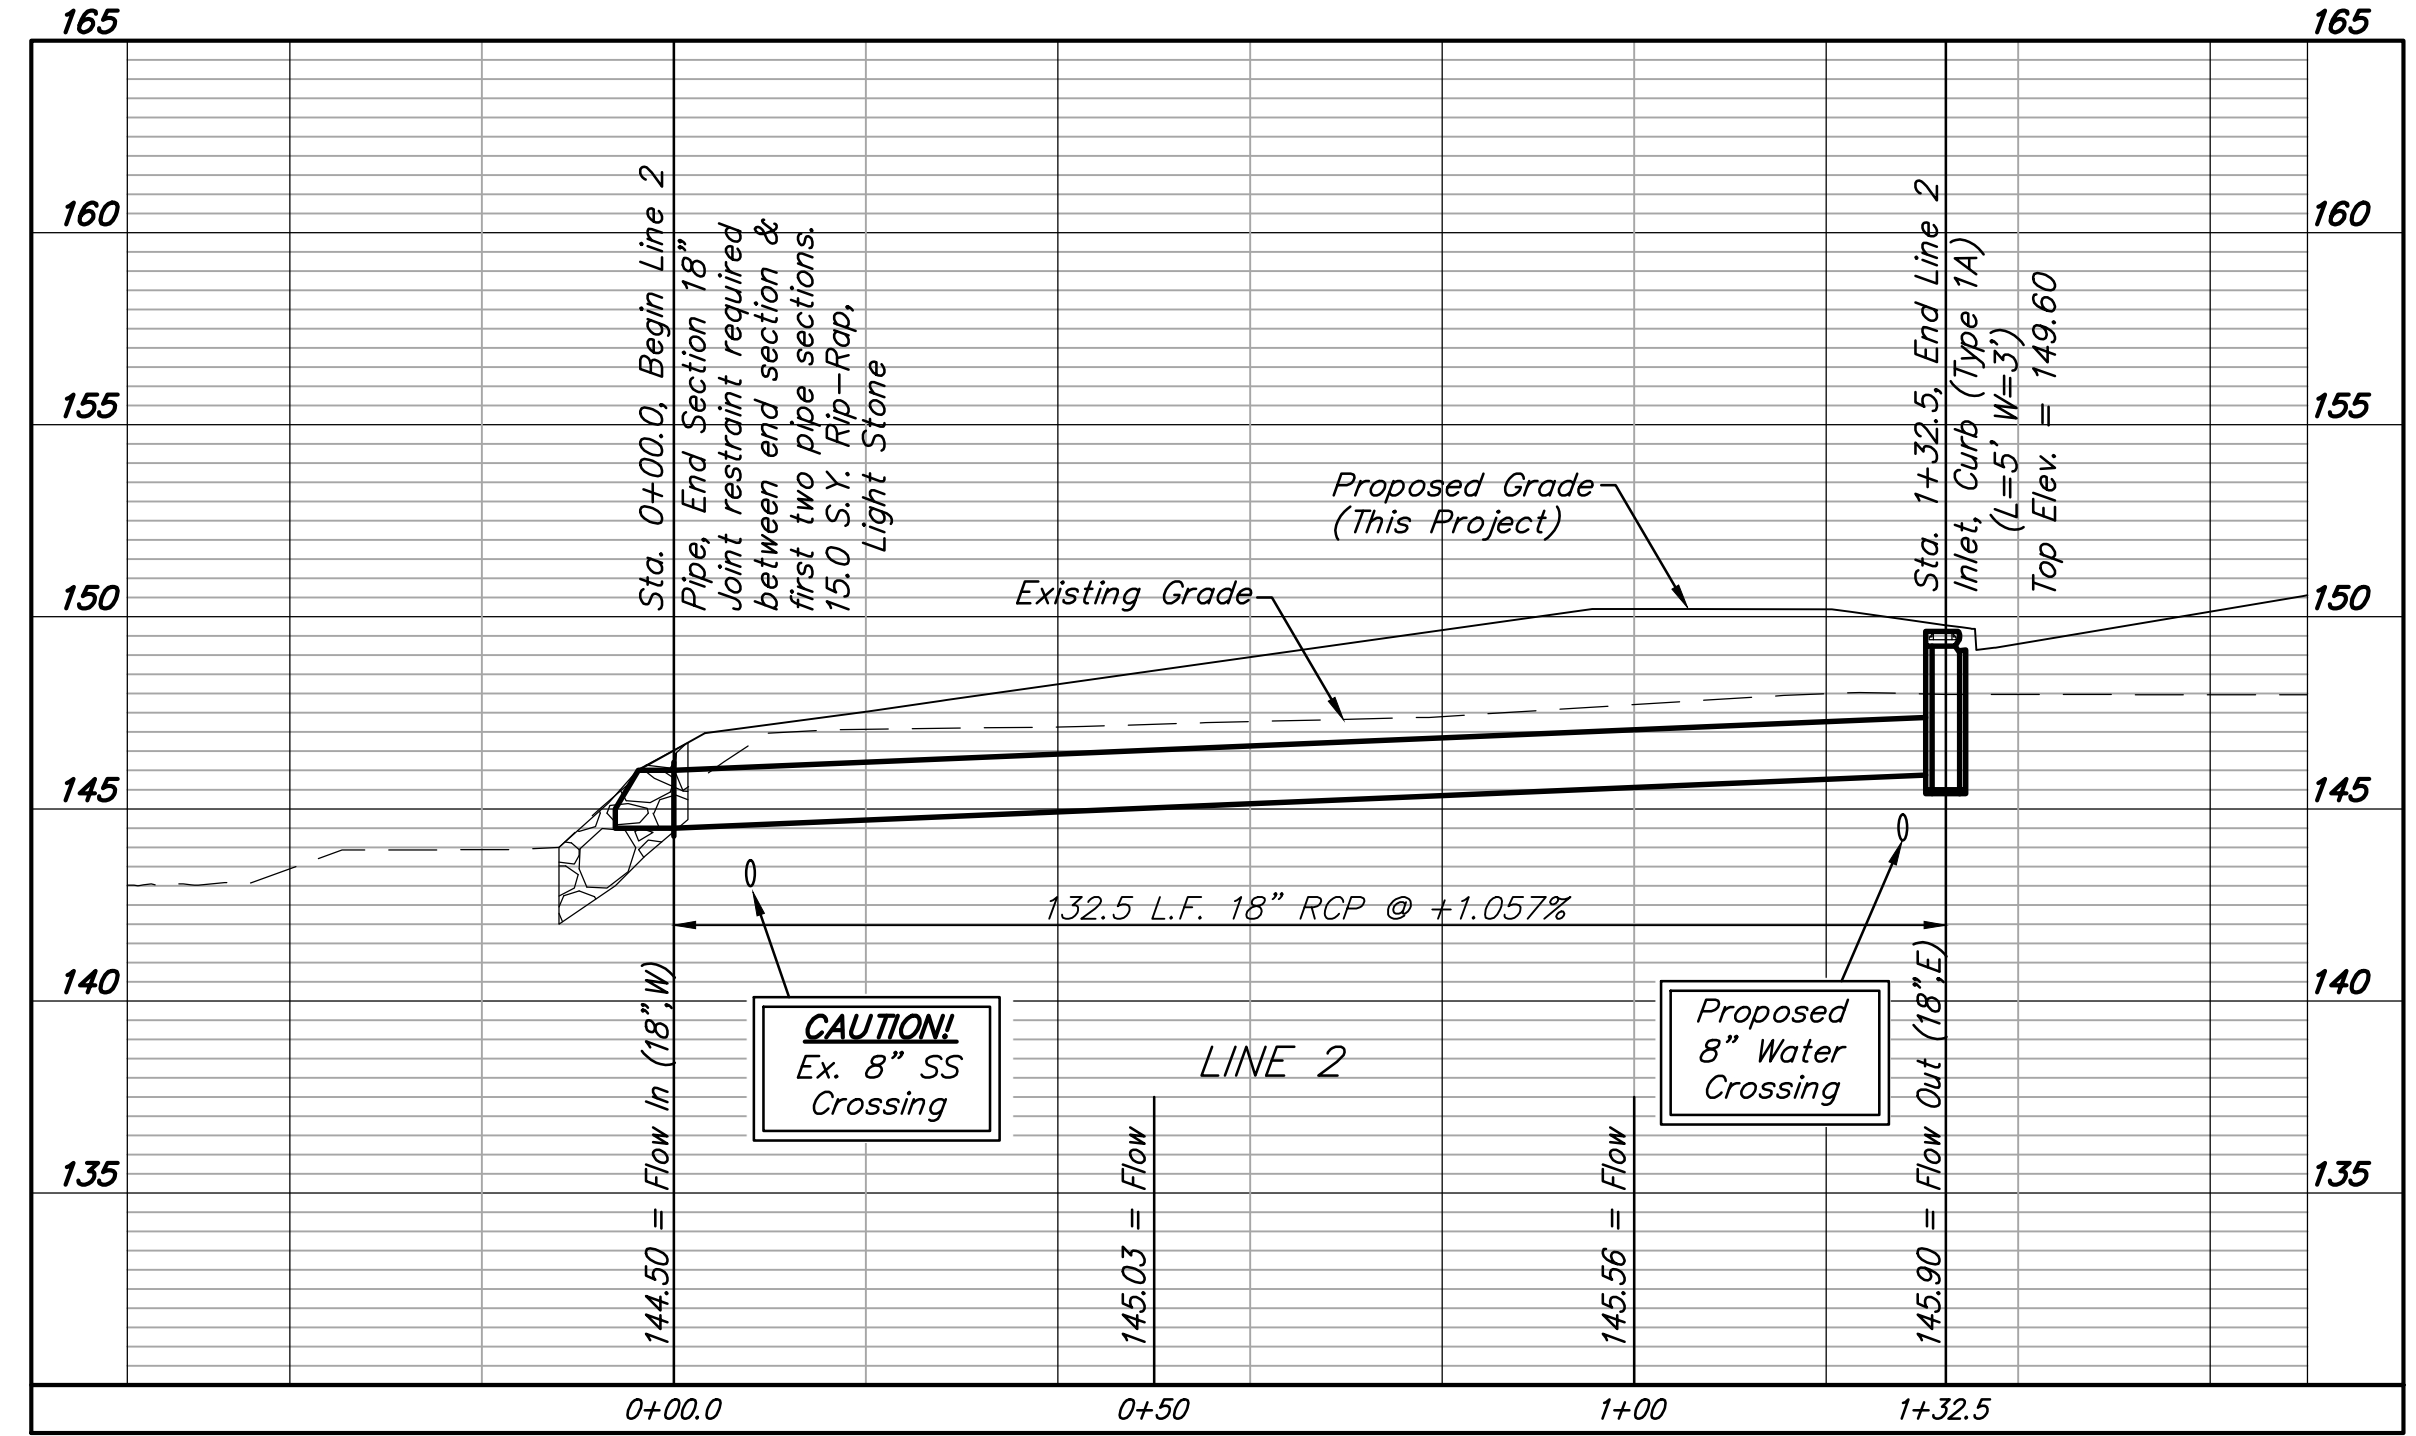 165
165
160
160
155
155
150
150
145
145
140
140
135
135
Sta. 0+00.0, Begin Line 2
Pipe, End Section 18"
Joint restraint required
between end section &
first two pipe sections.
15.0 S.Y. Rip-Rap,
Light Stone
Sta. 1+32.5, End Line 2
Inlet, Curb (Type 1A)
(L=5' W=3')
Top Elev. = 149.60
Proposed Grade
(This Project)
Existing Grade
132.5 L.F. 18" RCP @ +1.057%
CAUTION!
Ex. 8" SS
Crossing
Proposed
8" Water
Crossing
LINE 2
144.50 = Flow In (18",W)
145.03 = Flow
145.56 = Flow
145.90 = Flow Out (18",E)
0+00.0
0+50
1+00
1+32.5